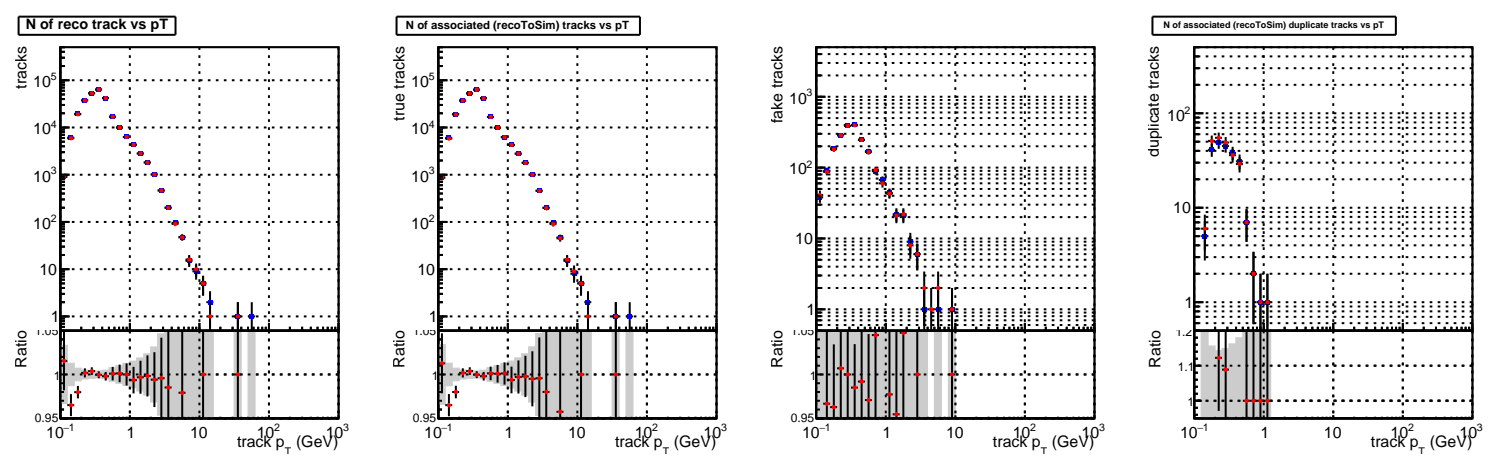 N of reco track vs pT
tracks
10^5
10^4
10^3
10^2
10
1
1.05
Ratio
1
0.95
10^-1 1 10 10^2 10^3
track p_T (GeV)
N of associated (recoToSim) tracks vs pT
true tracks
10^5
10^4
10^3
10^2
10
1
1.05
Ratio
1
0.95
10^-1 1 10 10^2 10^3
track p_T (GeV)
fake tracks
10^3
10^2
10
1
1.05
Ratio
1
0.95
10^-1 1 10 10^2 10^3
track p_T (GeV)
N of associated (recoToSim) duplicate tracks vs pT
duplicate tracks
10^2
10
1
1.2
Ratio
1.1
1
10^-1 1 10 10^2 10^3
track p_T (GeV)